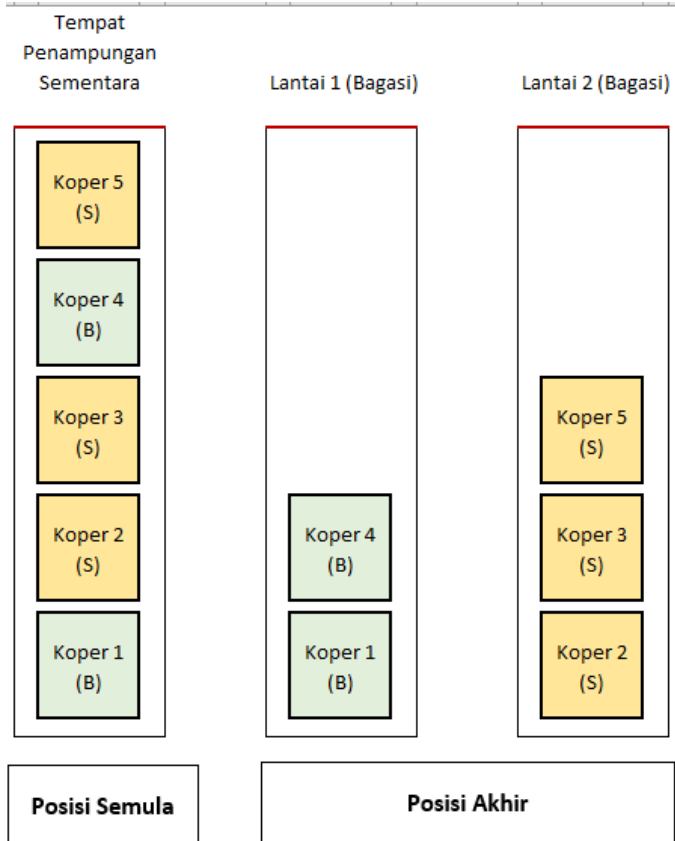 Tempat
Penampungan
Sementara
Lantai 1 (Bagasi)
Lantai 2 (Bagasi)
Koper 5
(S)
Koper 4
(B)
Koper 3
(S)
Koper 2
(S)
Koper 1
(B)
Koper 4
(B)
Koper 1
(B)
Koper 5
(S)
Koper 3
(S)
Koper 2
(S)
Posisi Semula
Posisi Akhir